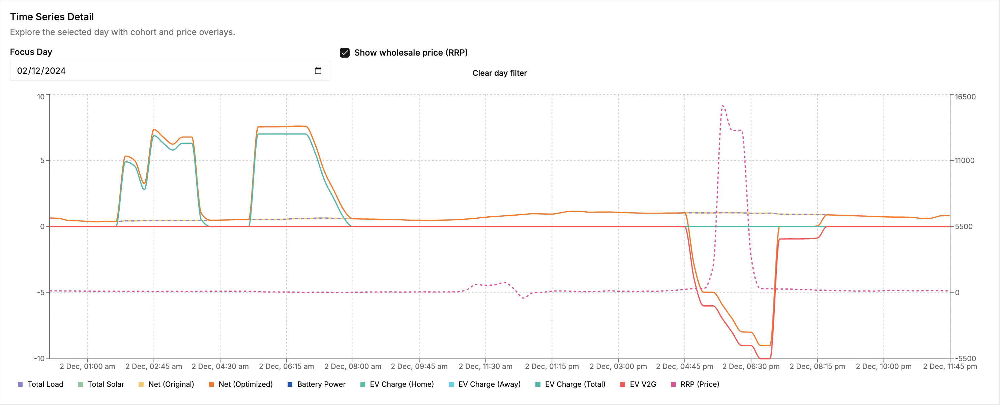 Time Series Detail
Explore the selected day with cohort and price overlays.
Focus Day
Show wholesale price (RRP)
02/12/2024
Clear day filter
10
5
0
-5
-10
16500
11000
5500
0
-5500
2 Dec, 01:00 am 2 Dec, 02:45 am 2 Dec, 04:30 am 2 Dec, 06:15 am 2 Dec, 08:00 am 2 Dec, 09:45 am 2 Dec, 11:30 am 2 Dec, 01:15 pm 2 Dec, 03:00 pm 2 Dec, 04:45 pm 2 Dec, 06:30 pm 2 Dec, 08:15 pm 2 Dec, 10:00 pm 2 Dec, 11:45 pm
Total Load Total Solar Net (Original) Net (Optimized) Battery Power EV Charge (Home) EV Charge (Away) EV Charge (Total) EV V2G RRP (Price)